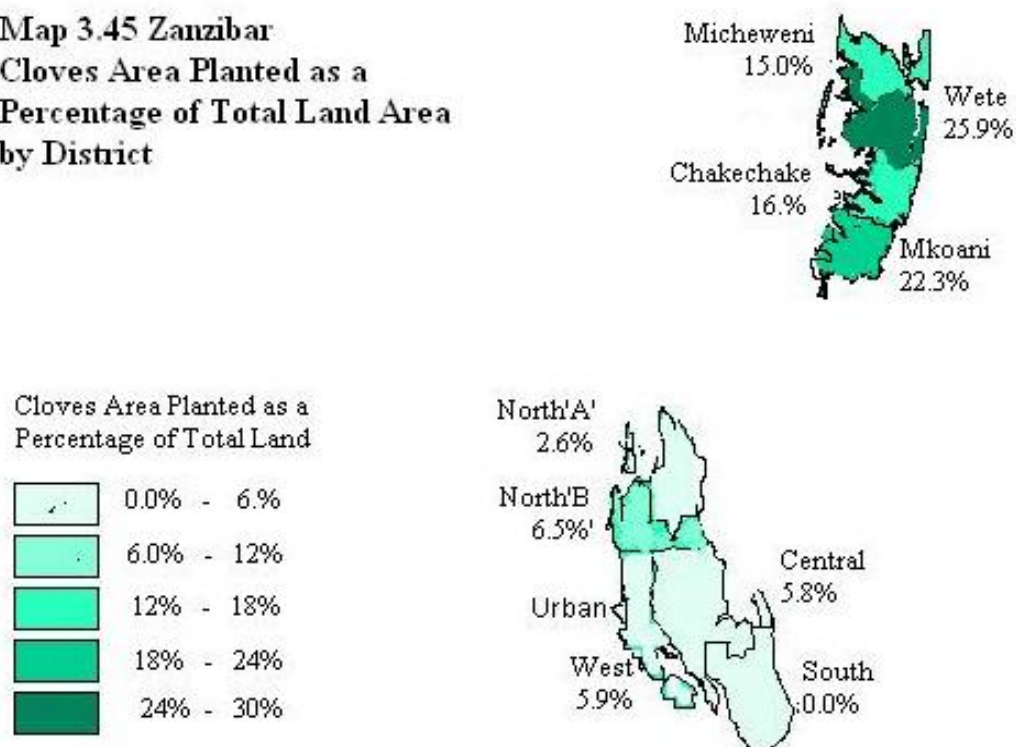 Map 3.45 Zanzibar
Cloves Area Planted as a
Percentage of Total Land Area
by District
Micheweni
15.0%
Wete
25.9%
Chakechake
16.%
Mkoani
22.3%
Cloves Area Planted as a
Percentage of Total Land
0.0% - 6.%
6.0% - 12%
12% - 18%
18% - 24%
24% - 30%
North'A'
2.6%
North'B
6.5%'
Central
5.8%
Urban
West
5.9%
South
:0.0%